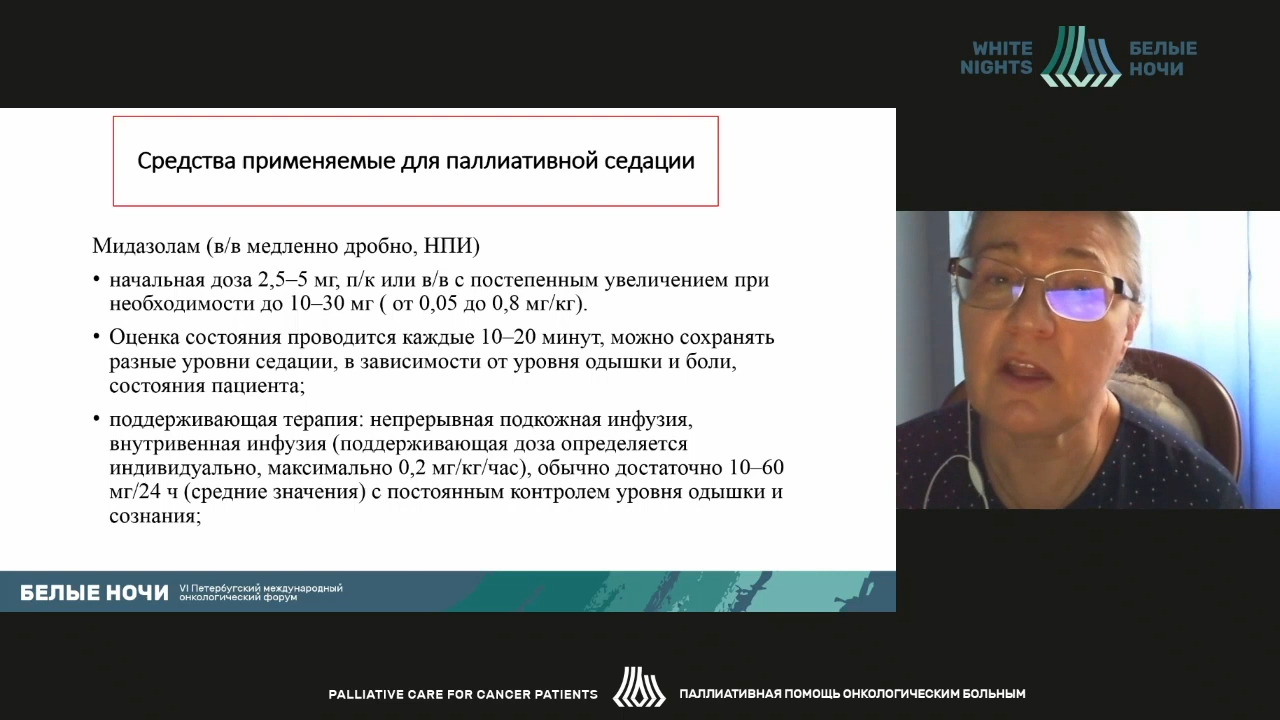 WHITE
NIGHTS
БЕЛЫЕ
НОЧИ
Средства применяемые для паллиативной седации
Мидазолам (в/в медленно дробно, НПИ)
• начальная доза 2,5–5 мг, п/к или в/в с постепенным увеличением при
необходимости до 10–30 мг ( от 0,05 до 0,8 мг/кг).
• Оценка состояния проводится каждые 10–20 минут, можно сохранять
разные уровни седации, в зависимости от уровня одышки и боли,
состояния пациента;
• поддерживающая терапия: непрерывная подкожная инфузия,
внутривенная инфузия (поддерживающая доза определяется
индивидуально, максимально 0,2 мг/кг/час), обычно достаточно 10–60
мг/24 ч (средние значения) с постоянным контролем уровня одышки и
сознания;
БЕЛЫЕ НОЧИ
VI Петербугский международный
онкологический форум
PALLIATIVE CARE FOR CANCER PATIENTS
ПАЛЛИАТИВНАЯ ПОМОЩЬ ОНКОЛОГИЧЕСКИМ БОЛЬНЫМ